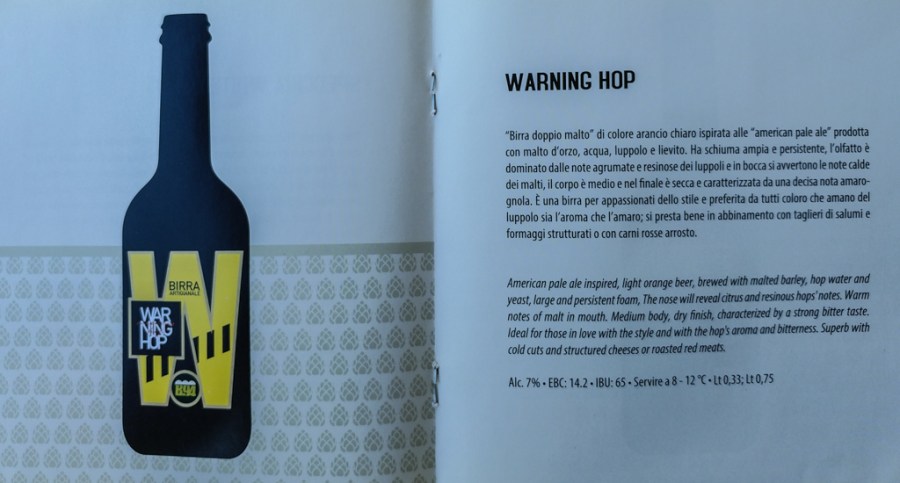 BIRRA
ARTIGIANALE
WAR
NING
HOP
WARNING HOP
"Birra doppio malto" di colore arancio chiaro ispirata alle "american pale ale" prodotta
con malto d'orzo, acqua, luppolo e lievito. Ha schiuma ampia e persistente, l'olfatto è
dominato dalle note agrumate e resinose dei luppoli e in bocca si avvertono le note calde
dei malti, il corpo è medio e nel finale è secca e caratterizzata da una decisa nota amaro-
gnola. È una birra per appassionati dello stile e preferita da tutti coloro che amano del
luppolo sia l'aroma che l'amaro; si presta bene in abbinamento con taglieri di salumi e
formaggi strutturati o con carni rosse arrosto.
American pale ale inspired, light orange beer, brewed with malted barley, hop water and
yeast, large and persistent foam, The nose will reveal citrus and resinous hops' notes. Warm
notes of malt in mouth. Medium body, dry finish, characterized by a strong bitter taste.
Ideal for those in love with the style and with the hop's aroma and bitterness. Superb with
cold cuts and structured cheeses or roasted red meats.
Alc. 7% • EBC: 14.2 • IBU: 65 • Servire a 8 - 12 °C • Lt 0,33; Lt 0,75